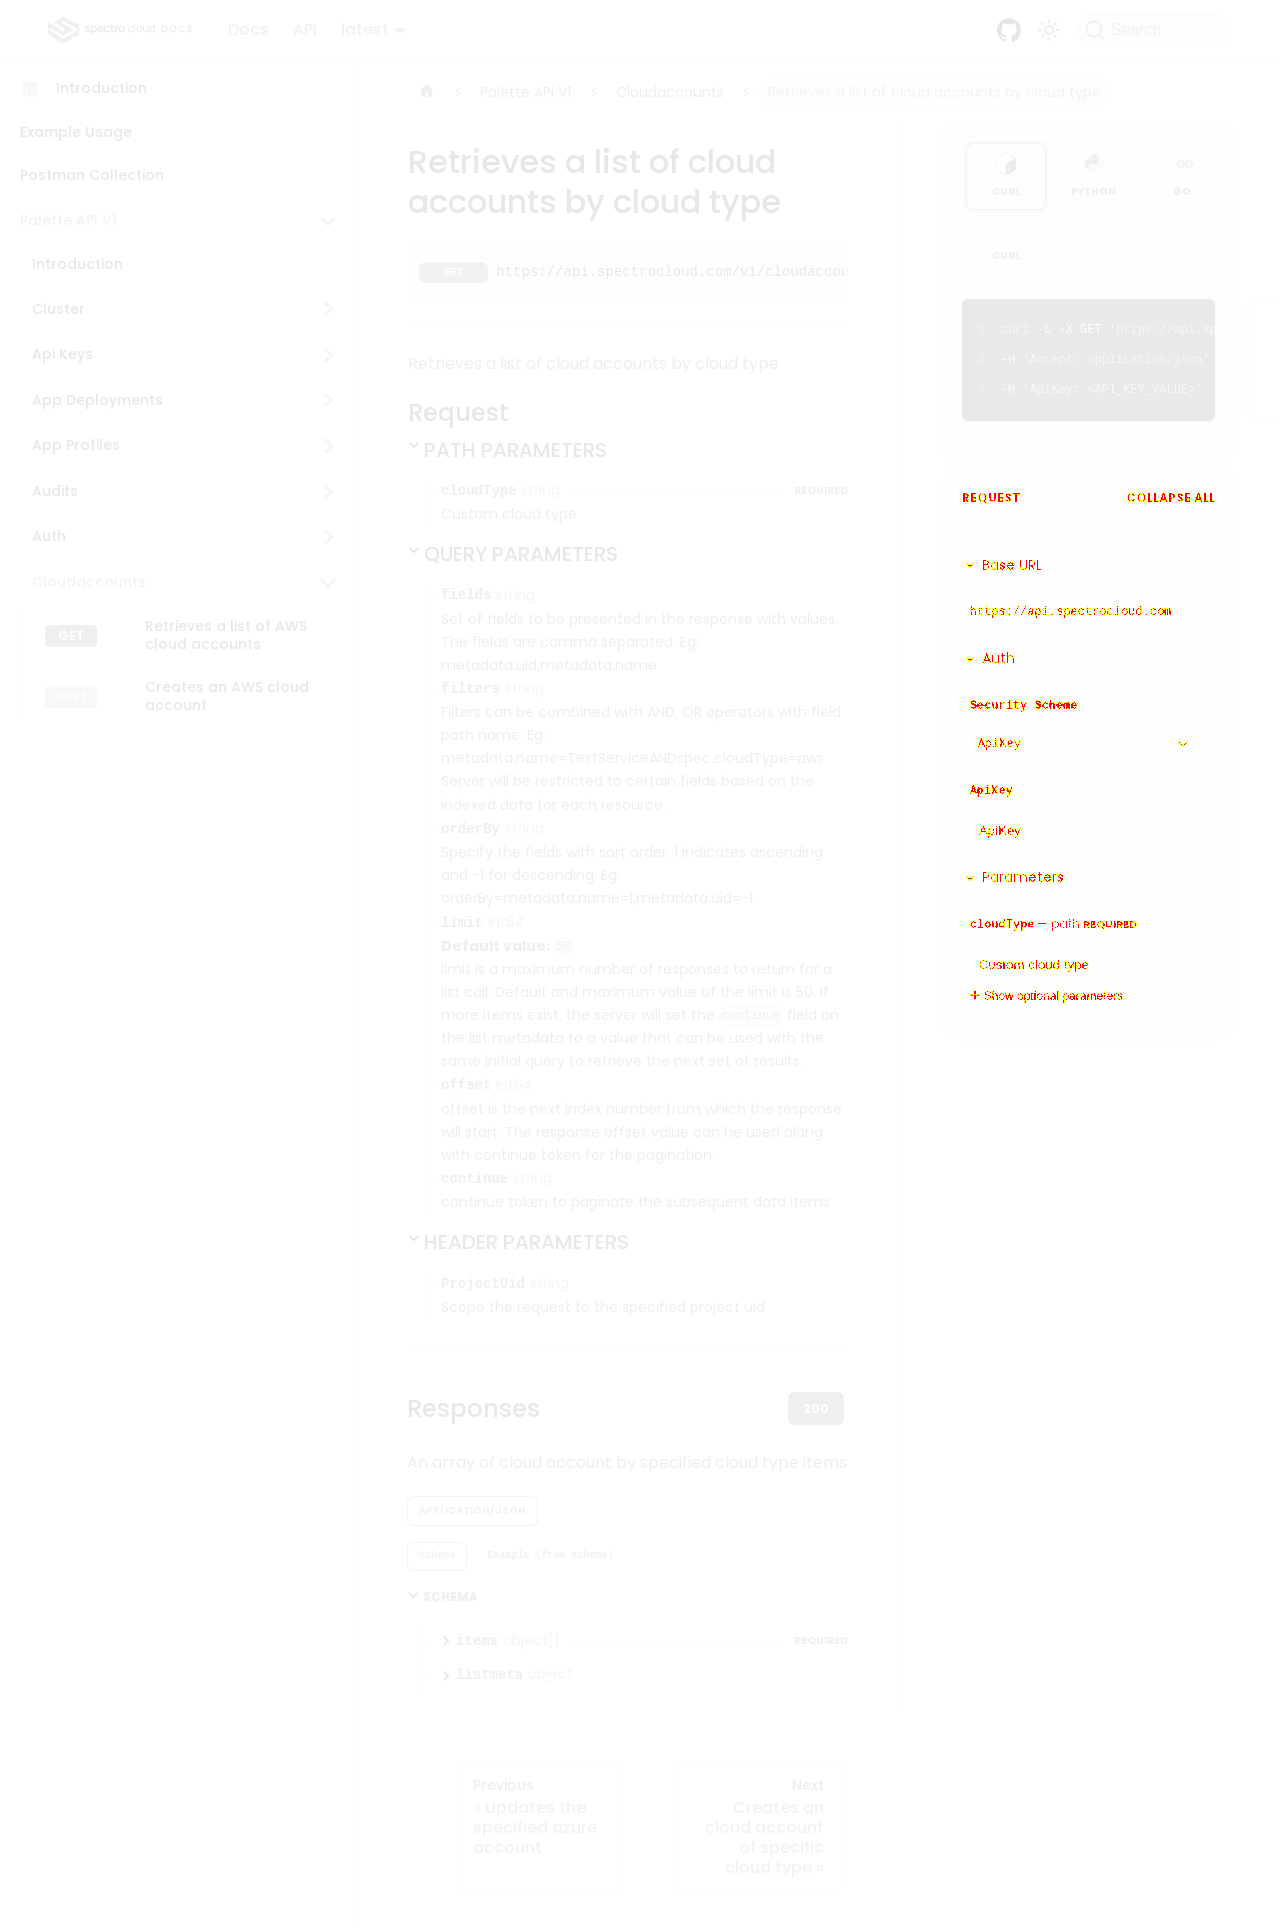 spectro cloud DOCS
Docs API latest
Search
Introduction
Example Usage
Postman Collection
Palette API V1
Introduction
Cluster
Api Keys
App Deployments
App Profiles
Audits
Auth
Cloudaccounts
GET Retrieves a list of AWS
cloud accounts
POST Creates an AWS cloud
account
Palette API V1 Cloudaccounts Retrieves a list of cloud accounts by cloud type
Retrieves a list of cloud
accounts by cloud type
GET https://api.spectrocloud.com/v1/cloudaccou
Retrieves a list of cloud accounts by cloud type
Request
PATH PARAMETERS
cloudType string REQUIRED
Custom cloud type
QUERY PARAMETERS
fields string
Set of fields to be presented in the response with values.
The fields are comma separated. Eg:
metadata.uid,metadata.name
filters string
Filters can be combined with AND, OR operators with field
path name. Eg:
metadata.name=TestServiceANDspec.cloudType=aws
Server will be restricted to certain fields based on the
indexed data for each resource.
orderBy string
Specify the fields with sort order. 1 indicates ascending
and -1 for descending. Eg:
orderBy=metadata.name=1,metadata.uid=-1
limit int64
Default value: 50
limit is a maximum number of responses to return for a
list call. Default and maximum value of the limit is 50. If
more items exist, the server will set the continue field on
the list metadata to a value that can be used with the
same initial query to retrieve the next set of results.
offset int64
offset is the next index number from which the response
will start. The response offset value can be used along
with continue token for the pagination.
continue string
continue token to paginate the subsequent data items
HEADER PARAMETERS
ProjectUid string
Scope the request to the specified project uid
Responses
200
An array of cloud account by specified cloud type items
APPLICATION/JSON
Schema Example (from schema)
SCHEMA
items object[] REQUIRED
listmeta object
Previous
« Updates the
specified azure
account
Next
Creates an
cloud account
of specific
cloud type »
CURL PYTHON GO
CURL
1 curl -L -X GET 'https://api.sp
2 -H 'Accept: application/json'
3 -H 'ApiKey: <API_KEY_VALUE>'
REQUEST COLLAPSE ALL
Base URL
https://api.spectrocloud.com
Auth
Security Scheme
ApiKey
ApiKey
ApiKey
Parameters
cloudType — path REQUIRED
Custom cloud type
Show optional parameters